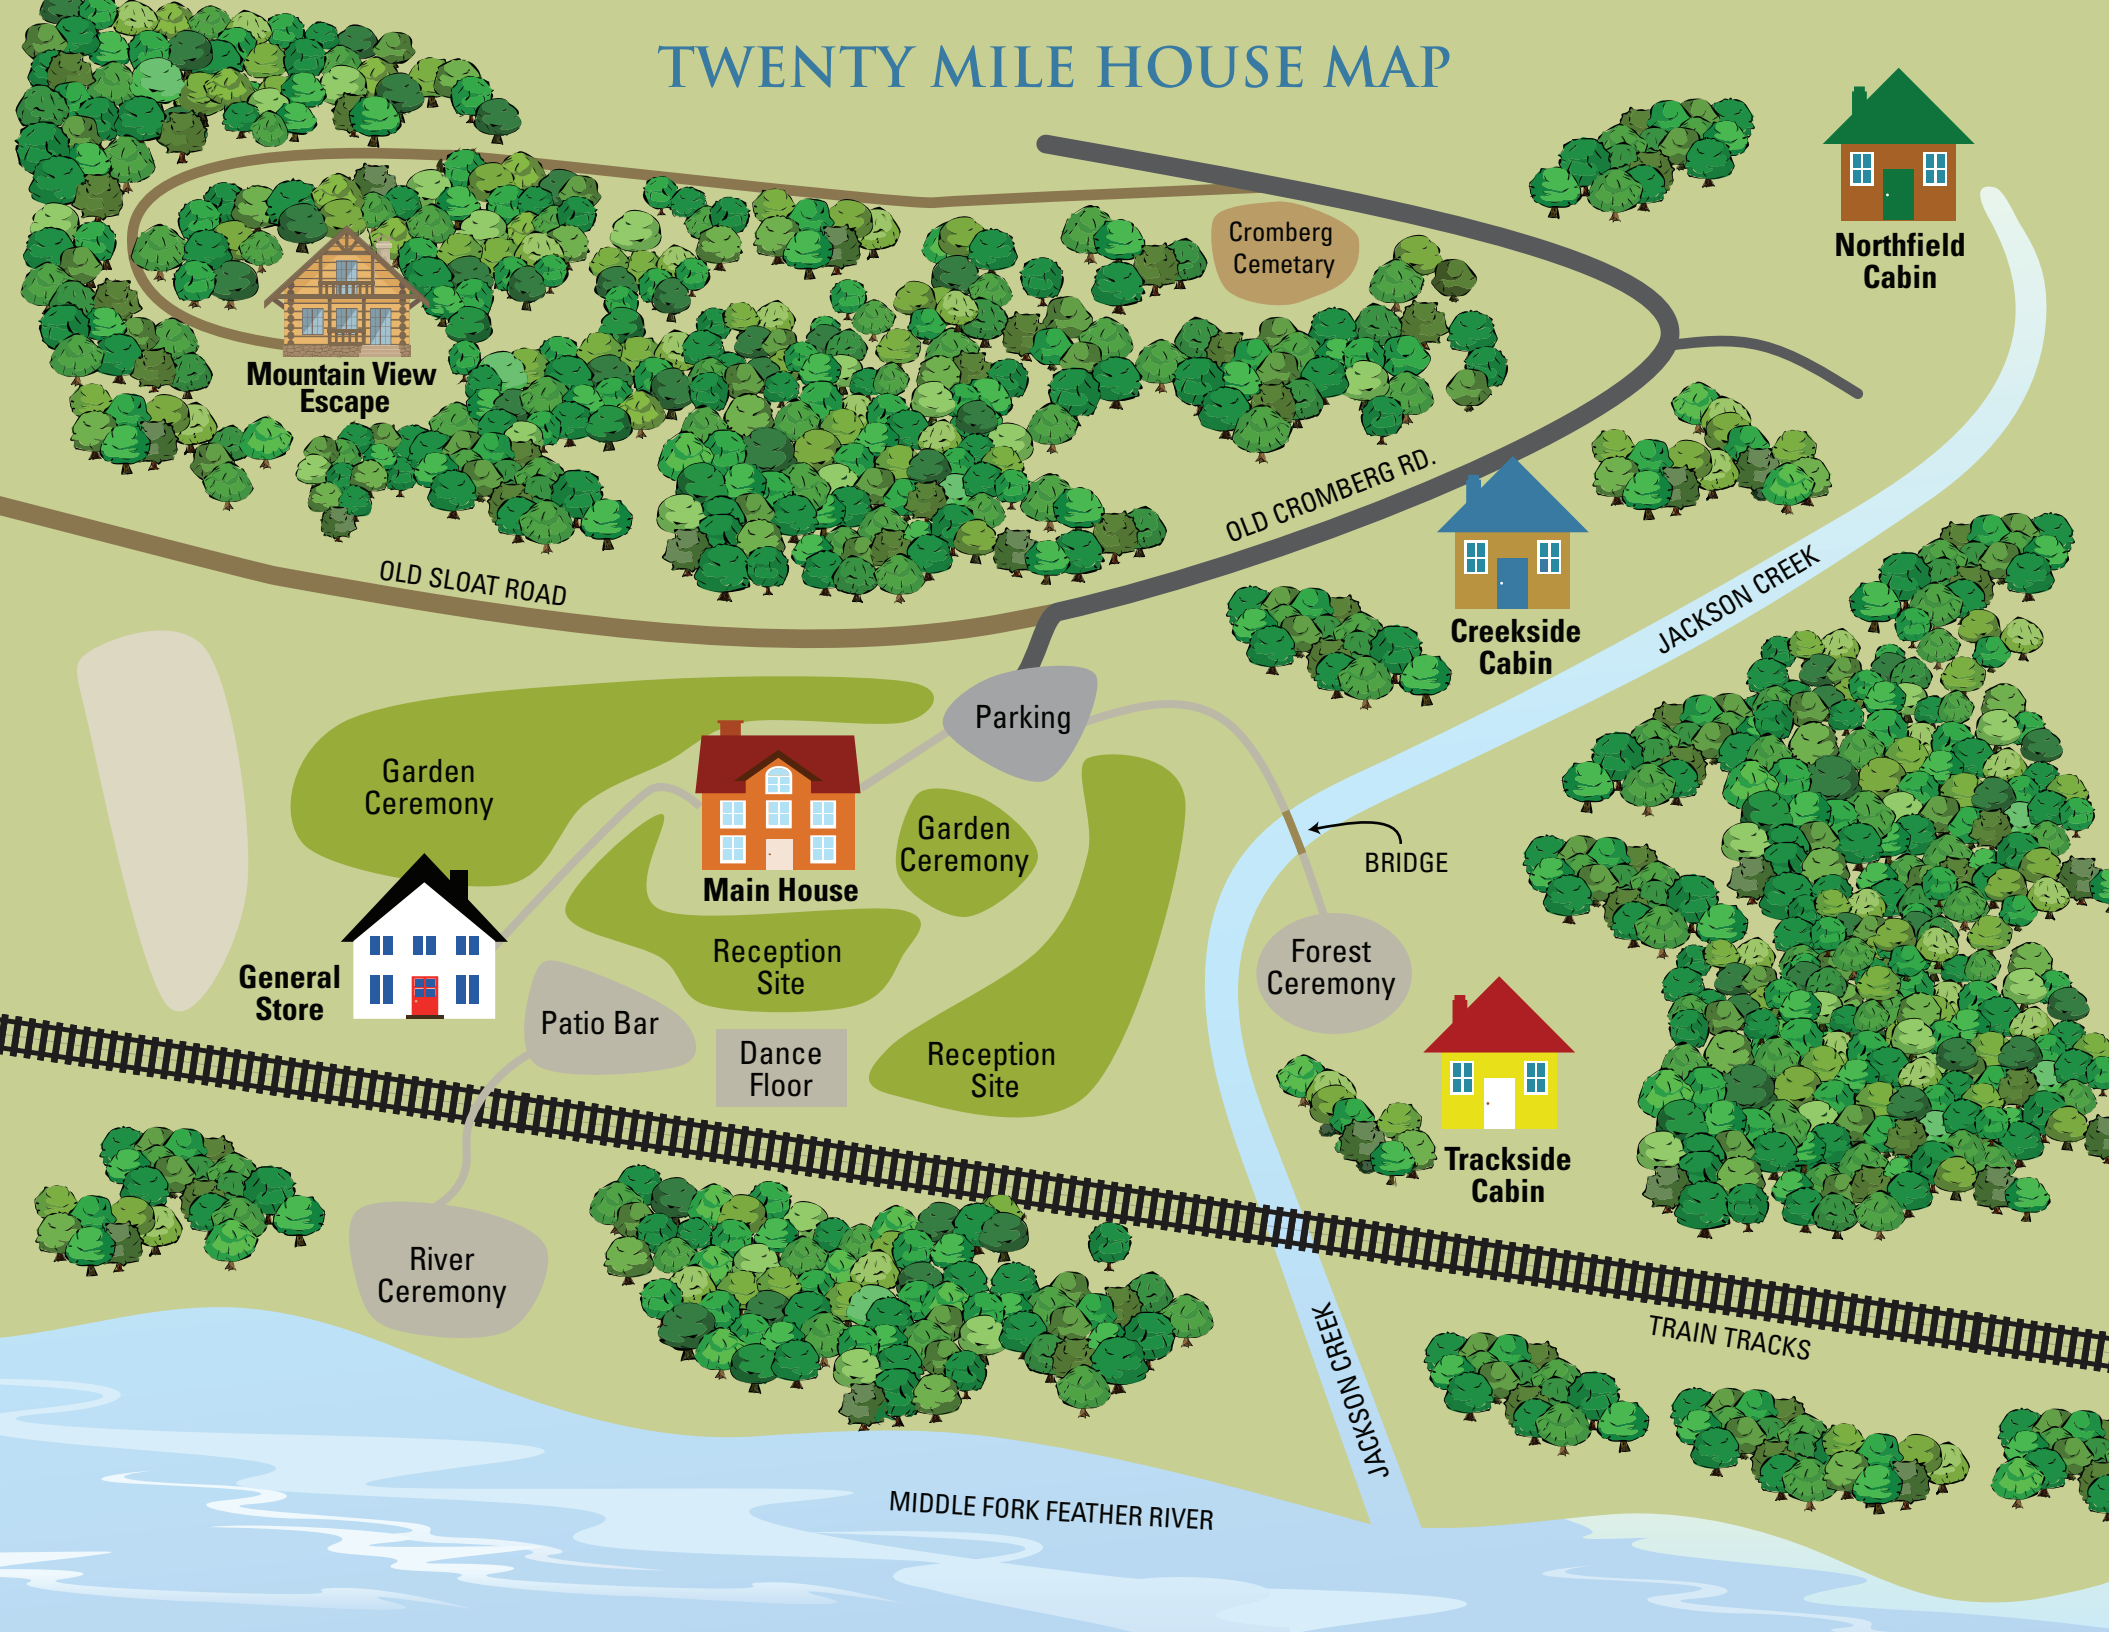 TWENTY MILE HOUSE MAP
Northfield
Cabin
Cromberg
Cemetary
Mountain View
Escape
OLD CROMBERG RD.
OLD SLOAT ROAD
Creekside
Cabin
JACKSON CREEK
Parking
Garden
Ceremony
Garden
Ceremony
BRIDGE
Main House
Reception
Site
Forest
Ceremony
General
Store
Patio Bar
Dance
Floor
Reception
Site
Trackside
Cabin
River
Ceremony
TRAIN TRACKS
JACKSON CREEK
MIDDLE FORK FEATHER RIVER